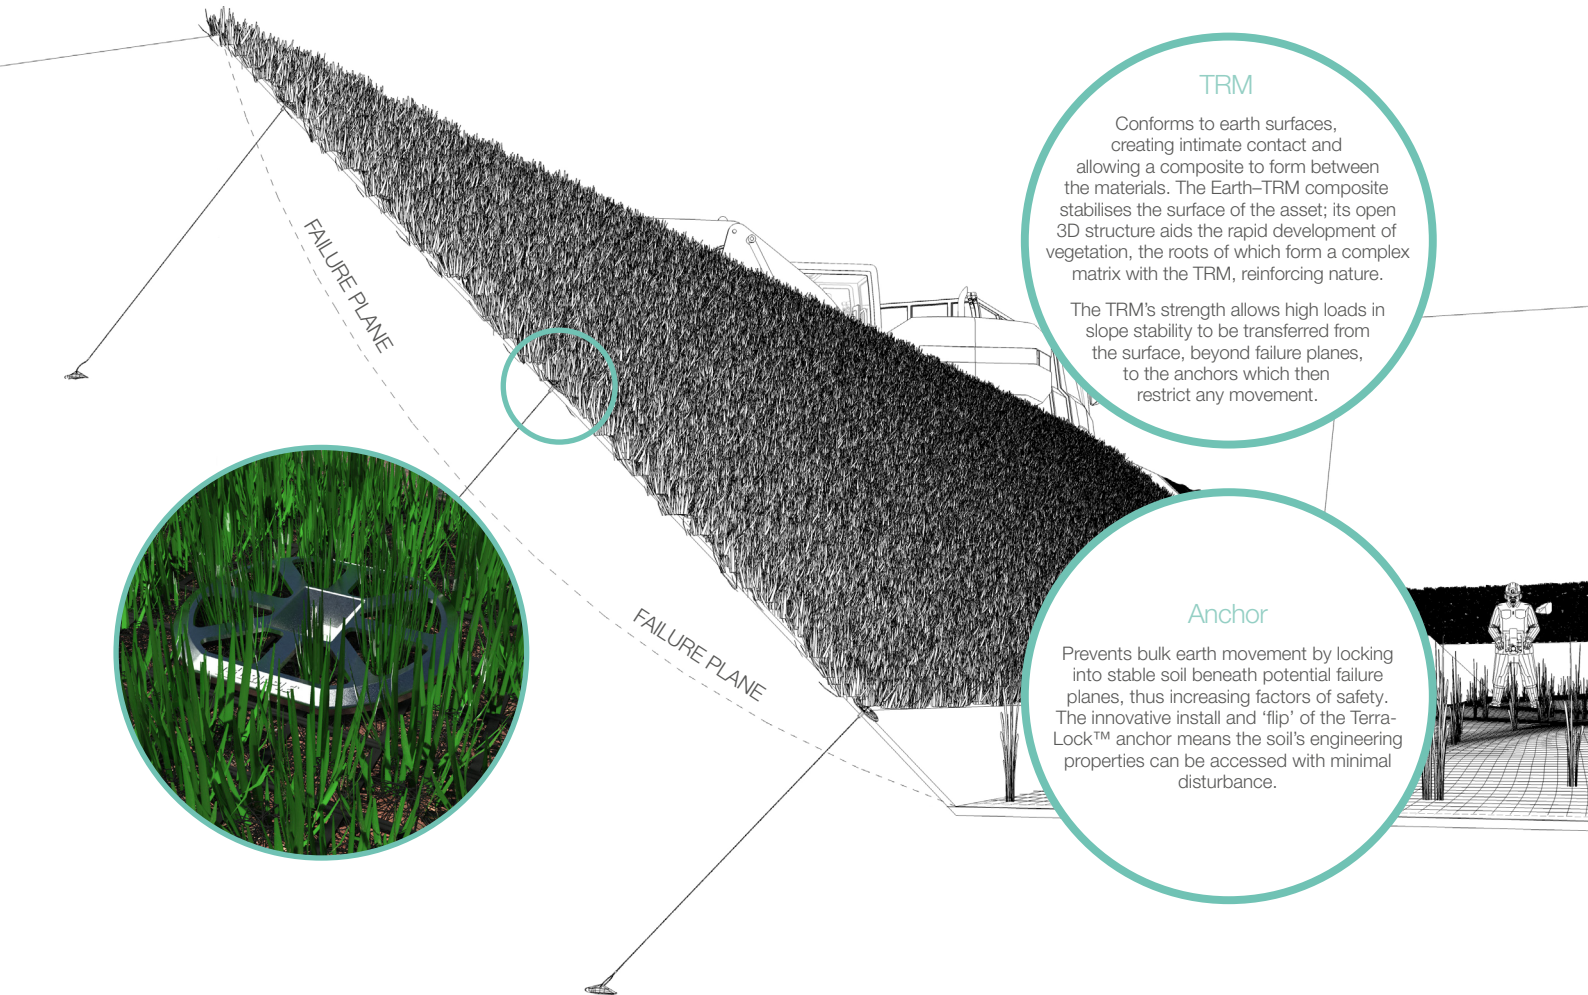 FAILURE PLANE
FAILURE PLANE
TRM
Conforms to earth surfaces,
creating intimate contact and
allowing a composite to form between
the materials. The Earth–TRM composite
stabilises the surface of the asset; its open
3D structure aids the rapid development of
vegetation, the roots of which form a complex
matrix with the TRM, reinforcing nature.
The TRM’s strength allows high loads in
slope stability to be transferred from
the surface, beyond failure planes,
to the anchors which then
restrict any movement.
Anchor
Prevents bulk earth movement by locking
into stable soil beneath potential failure
planes, thus increasing factors of safety.
The innovative install and ‘flip’ of the Terra-
Lock™ anchor means the soil’s engineering
properties can be accessed with minimal
disturbance.